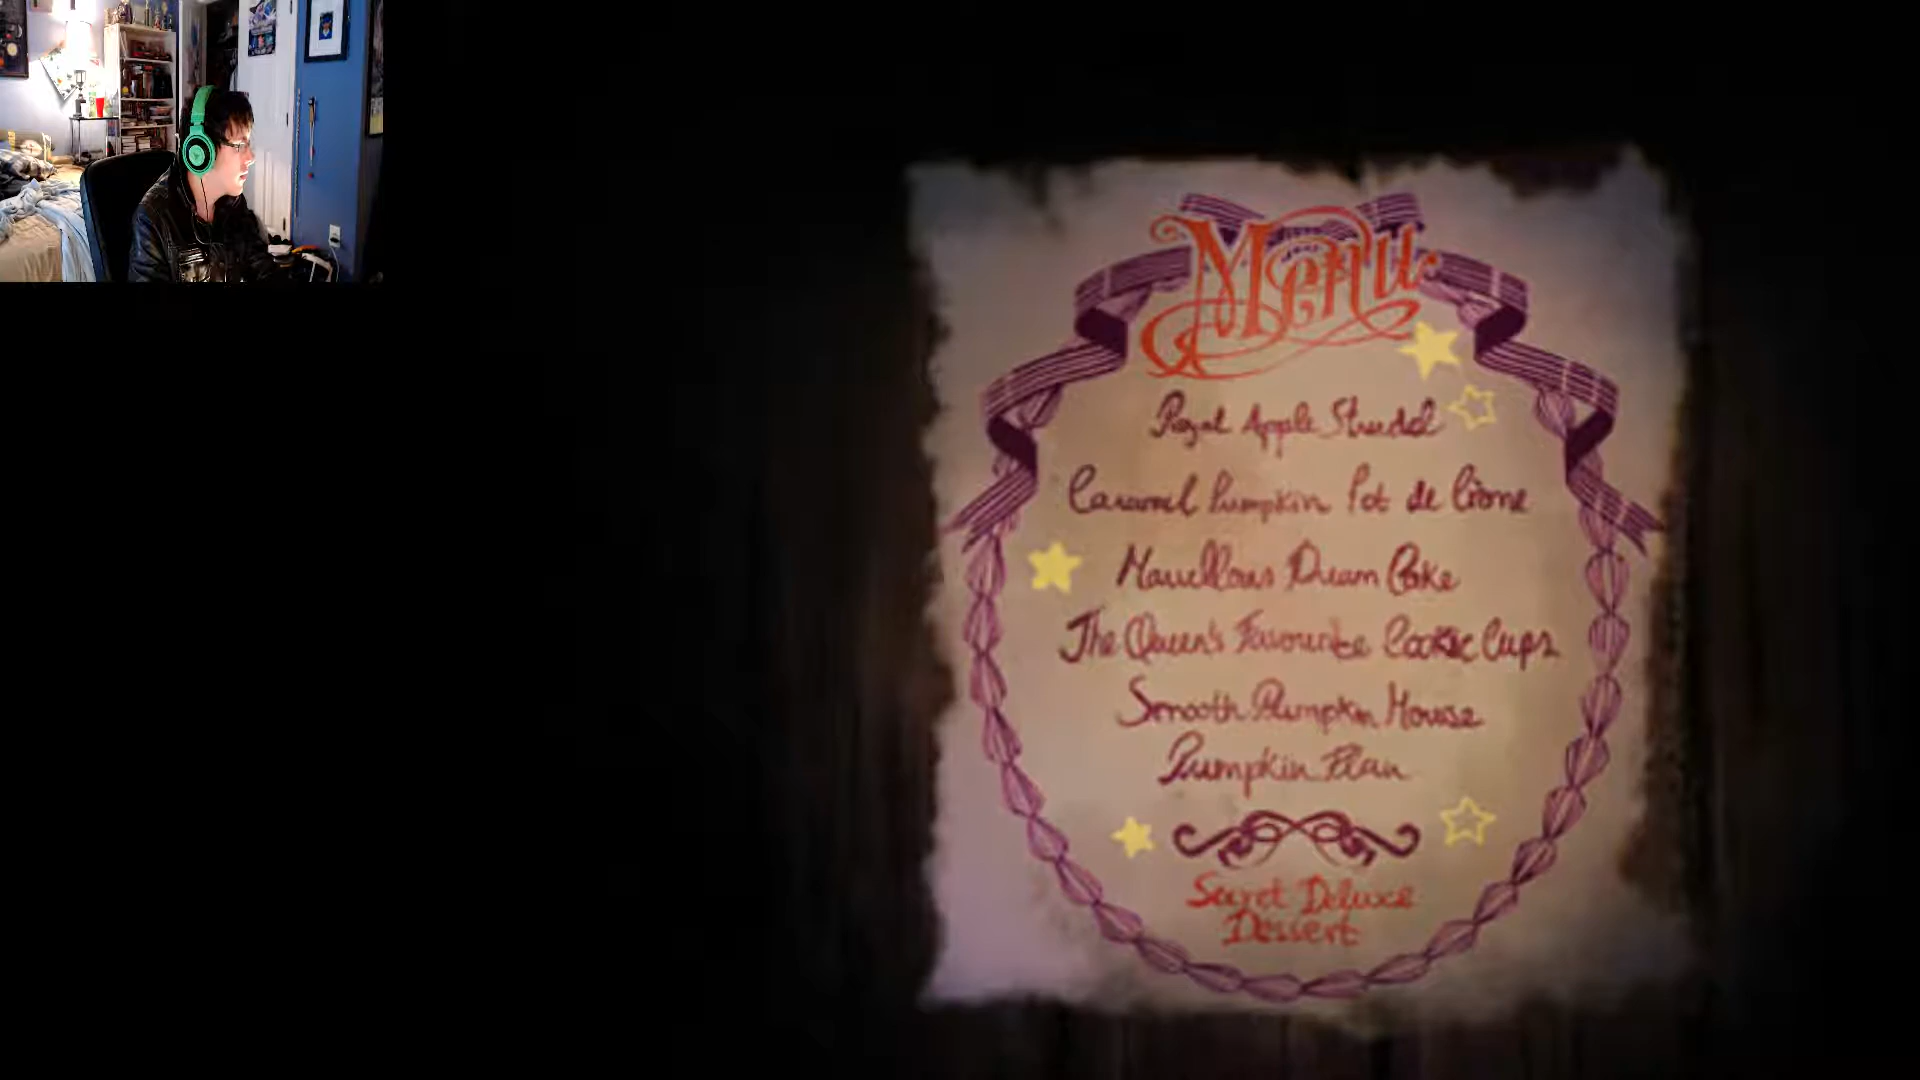 Menu
Royal Apple Strudel
Caramel Pumpkin Pot de Crème
Marvellous Dream Cake
The Queen's Favourite Cookie Cups
Smooth Pumpkin Mousse
Pumpkin Flan
Secret Deluxe
Dessert